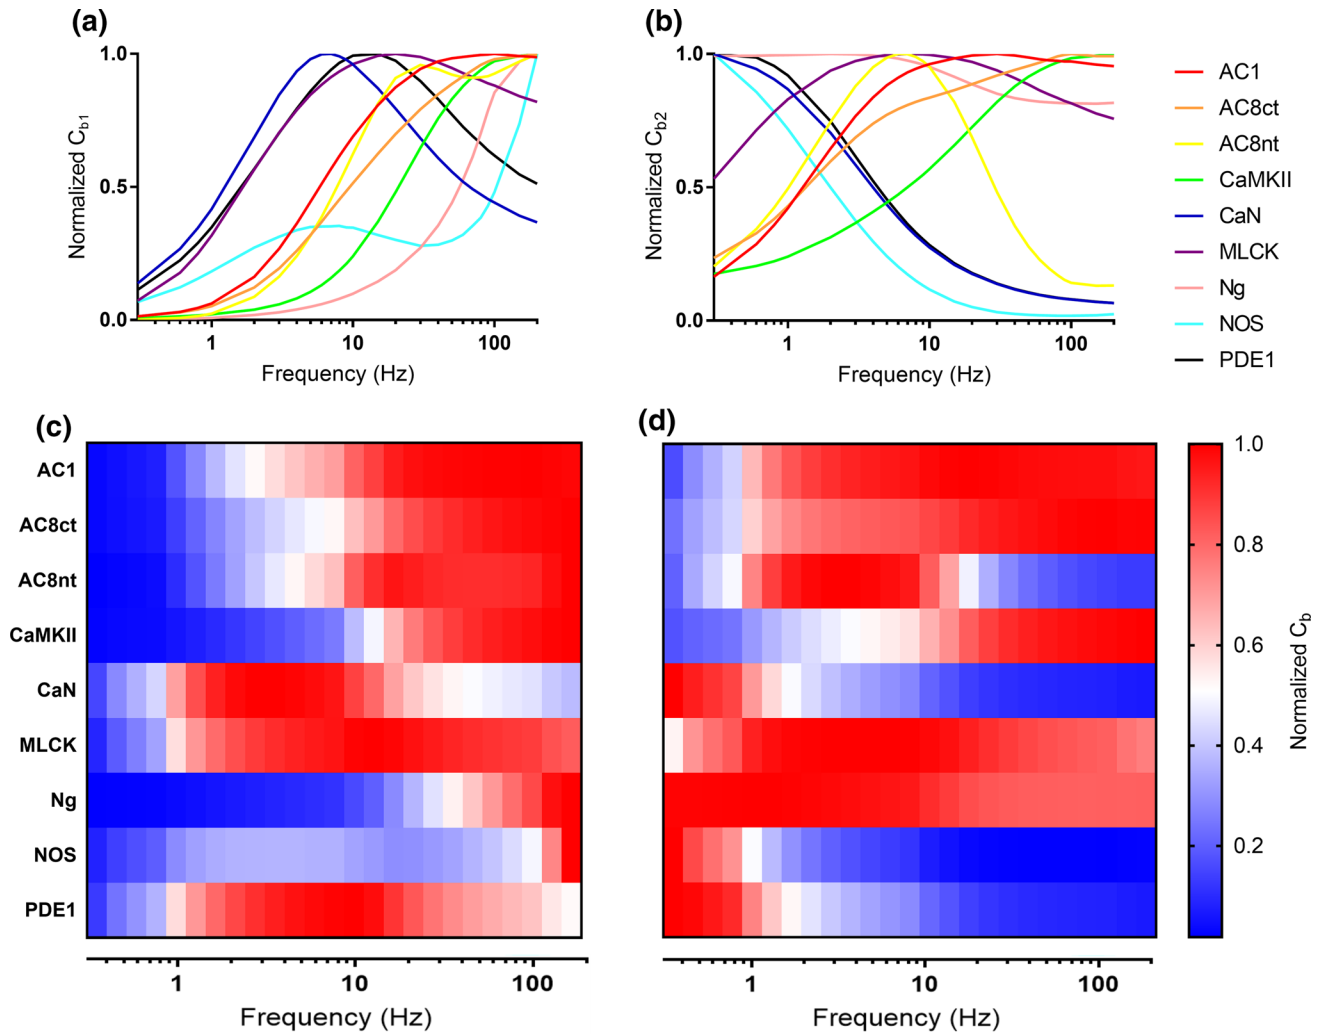 (a)
Normalized Cb1
1.0
0.5
0.0
1
10
100
Frequency (Hz)
(b)
Normalized Cb2
1.0
0.5
0.0
1
10
100
Frequency (Hz)
AC1
AC8ct
AC8nt
CaMKII
CaN
MLCK
Ng
NOS
PDE1
(c)
AC1
AC8ct
AC8nt
CaMKII
CaN
MLCK
Ng
NOS
PDE1
1
10
100
Frequency (Hz)
(d)
1
10
100
Frequency (Hz)
1.0
0.8
0.6
0.4
0.2
Normalized Cb